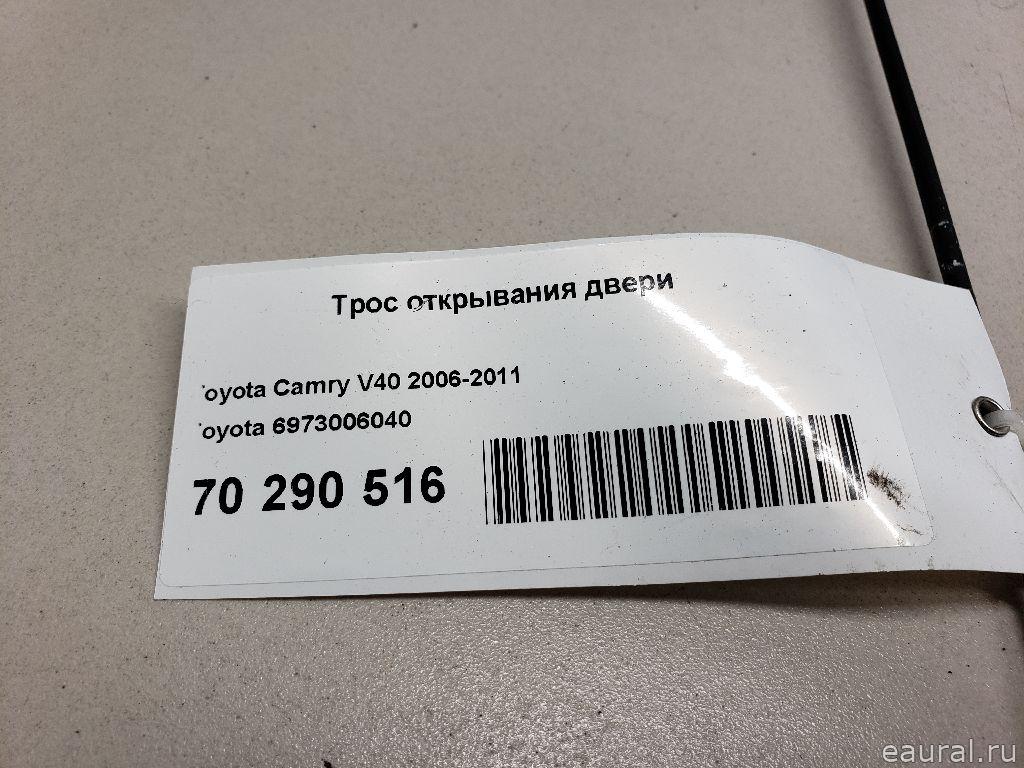 Трос открывания двери
oyota Camry V40 2006-2011
oyota 6973006040
70 290 516
eaural.ru